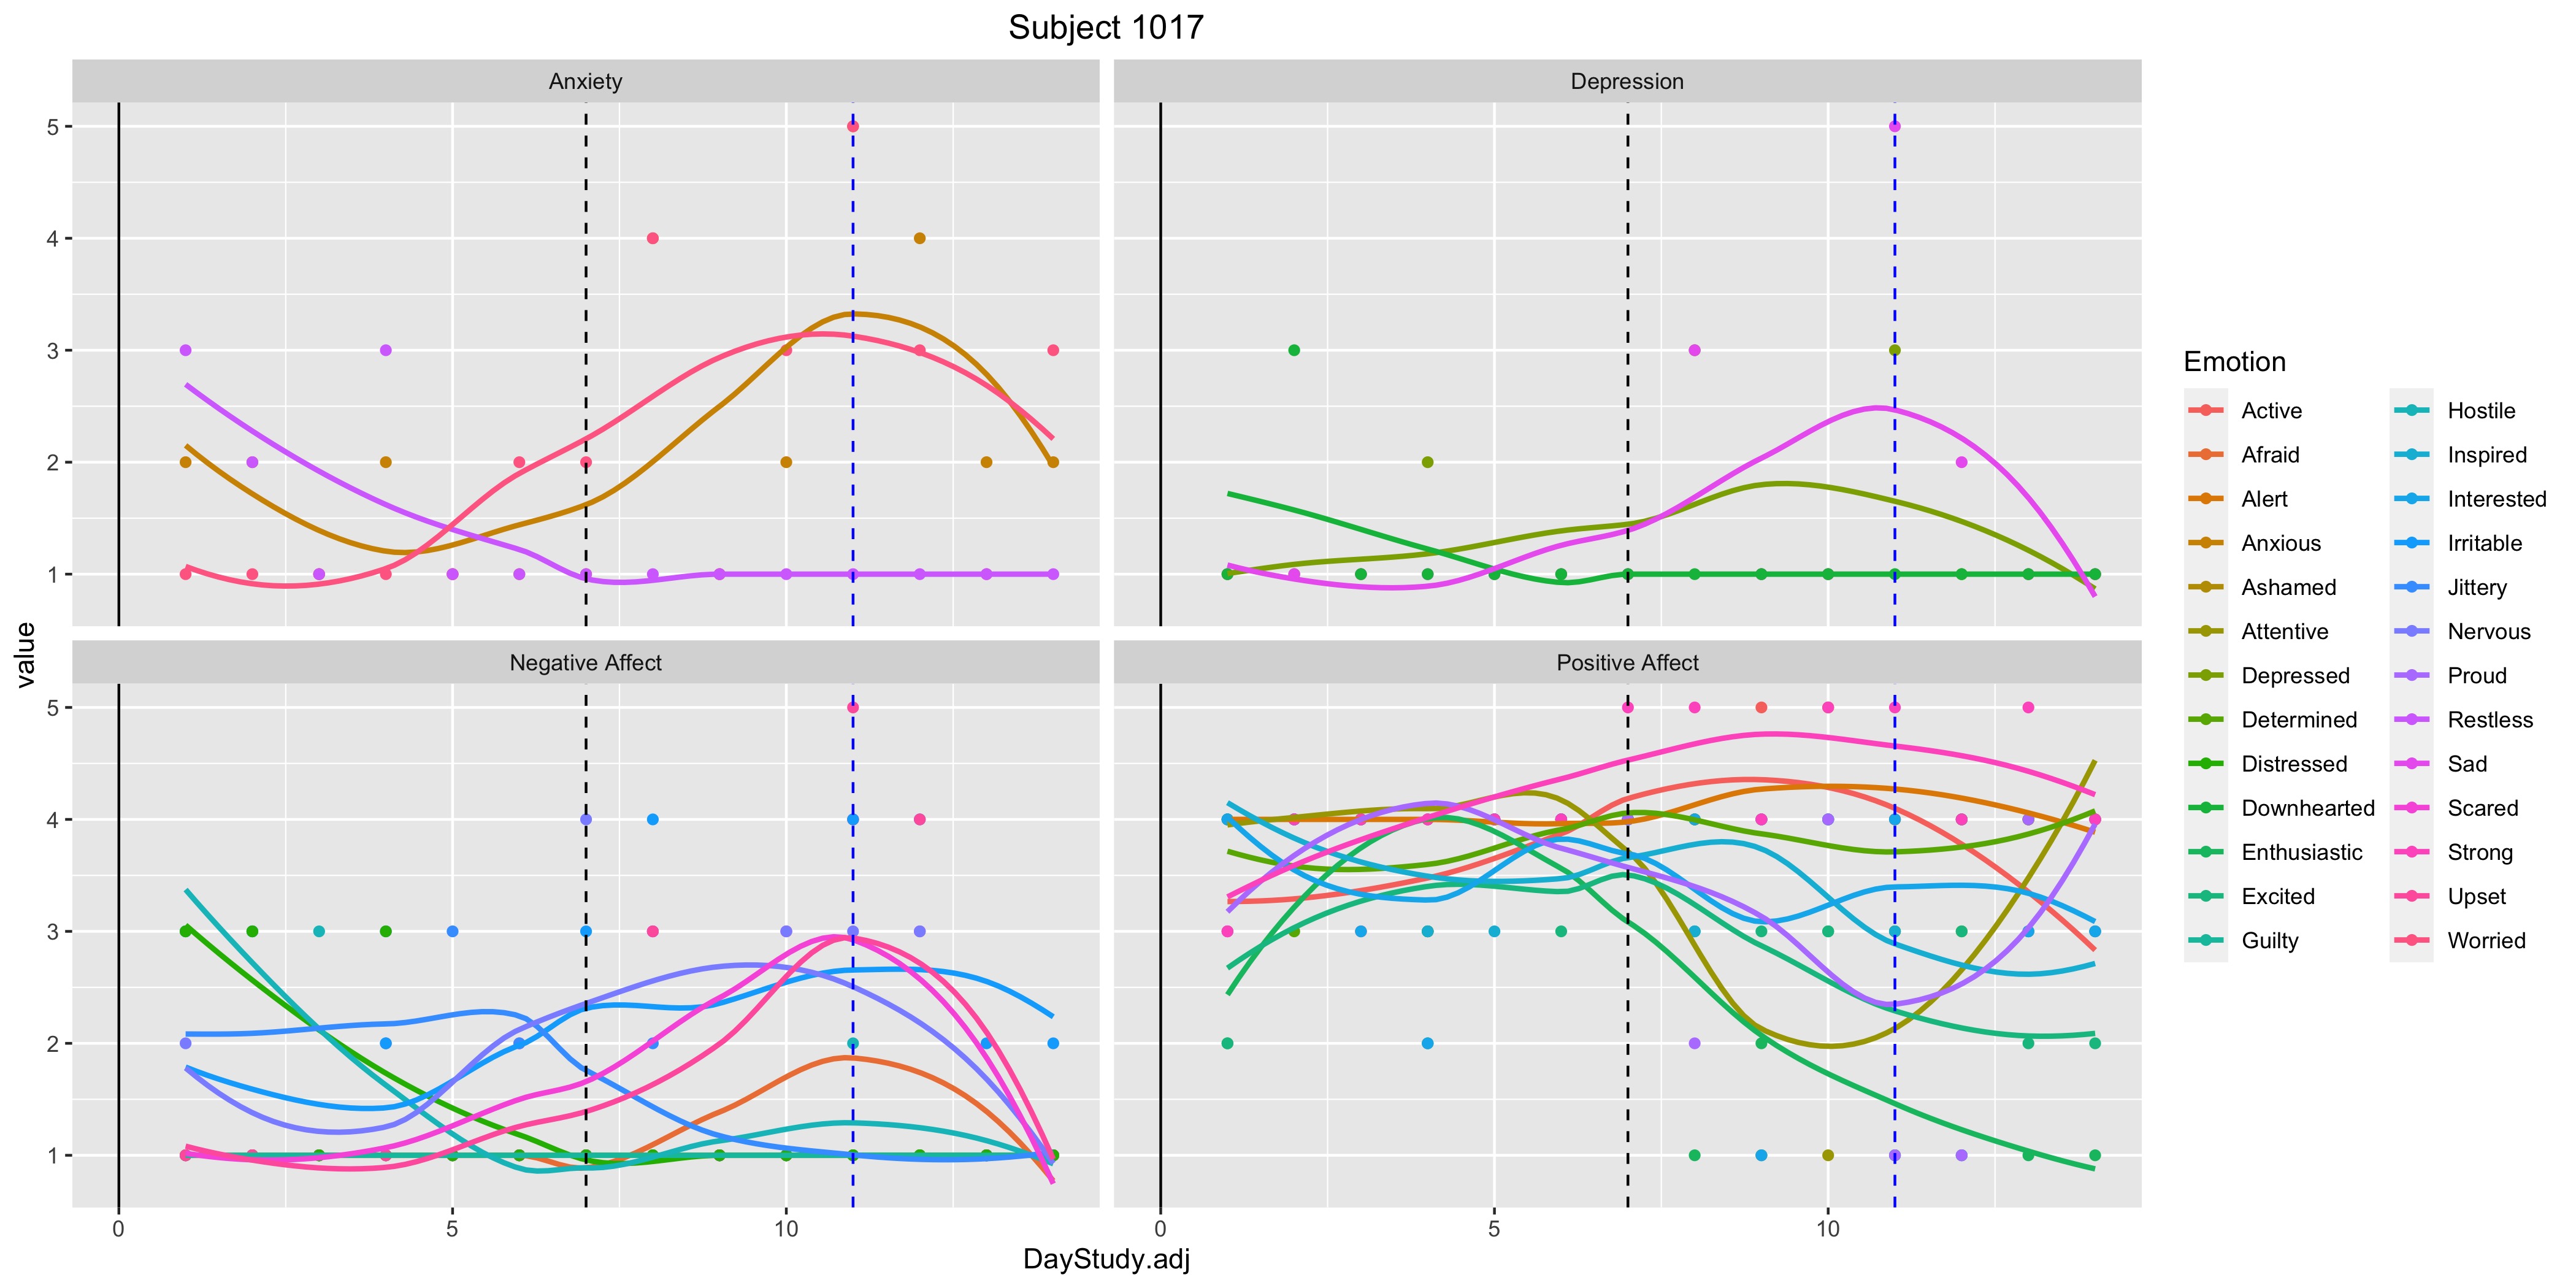 Subject 1017
Anxiety
Depression
5
4
3
2
1
Negative Affect
Positive Affect
5
4
3
2
1
0
5
10
0
5
10
value
DayStudy.adj
Emotion
Active
Afraid
Alert
Anxious
Ashamed
Attentive
Depressed
Determined
Distressed
Downhearted
Enthusiastic
Excited
Guilty
Hostile
Inspired
Interested
Irritable
Jittery
Nervous
Proud
Restless
Sad
Scared
Strong
Upset
Worried